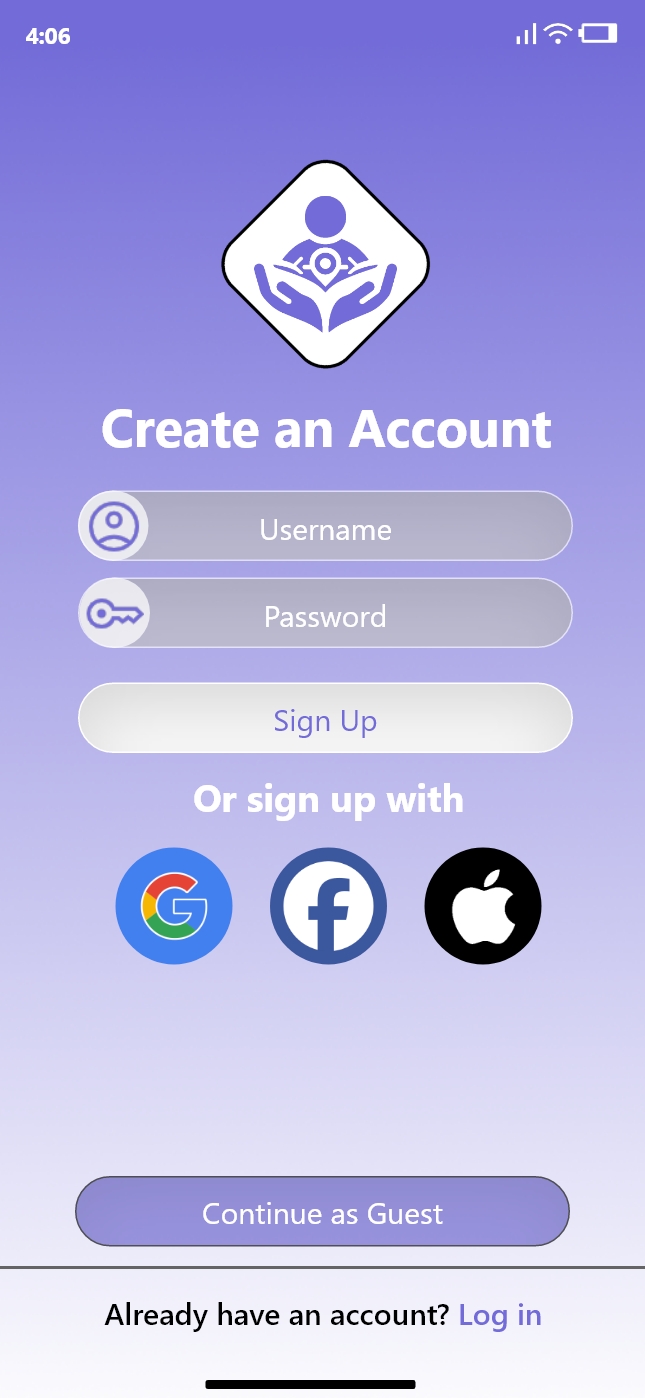 4:06
Create an Account
Username
Password
Sign Up
Or sign up with
Continue as Guest
Already have an account? Log in